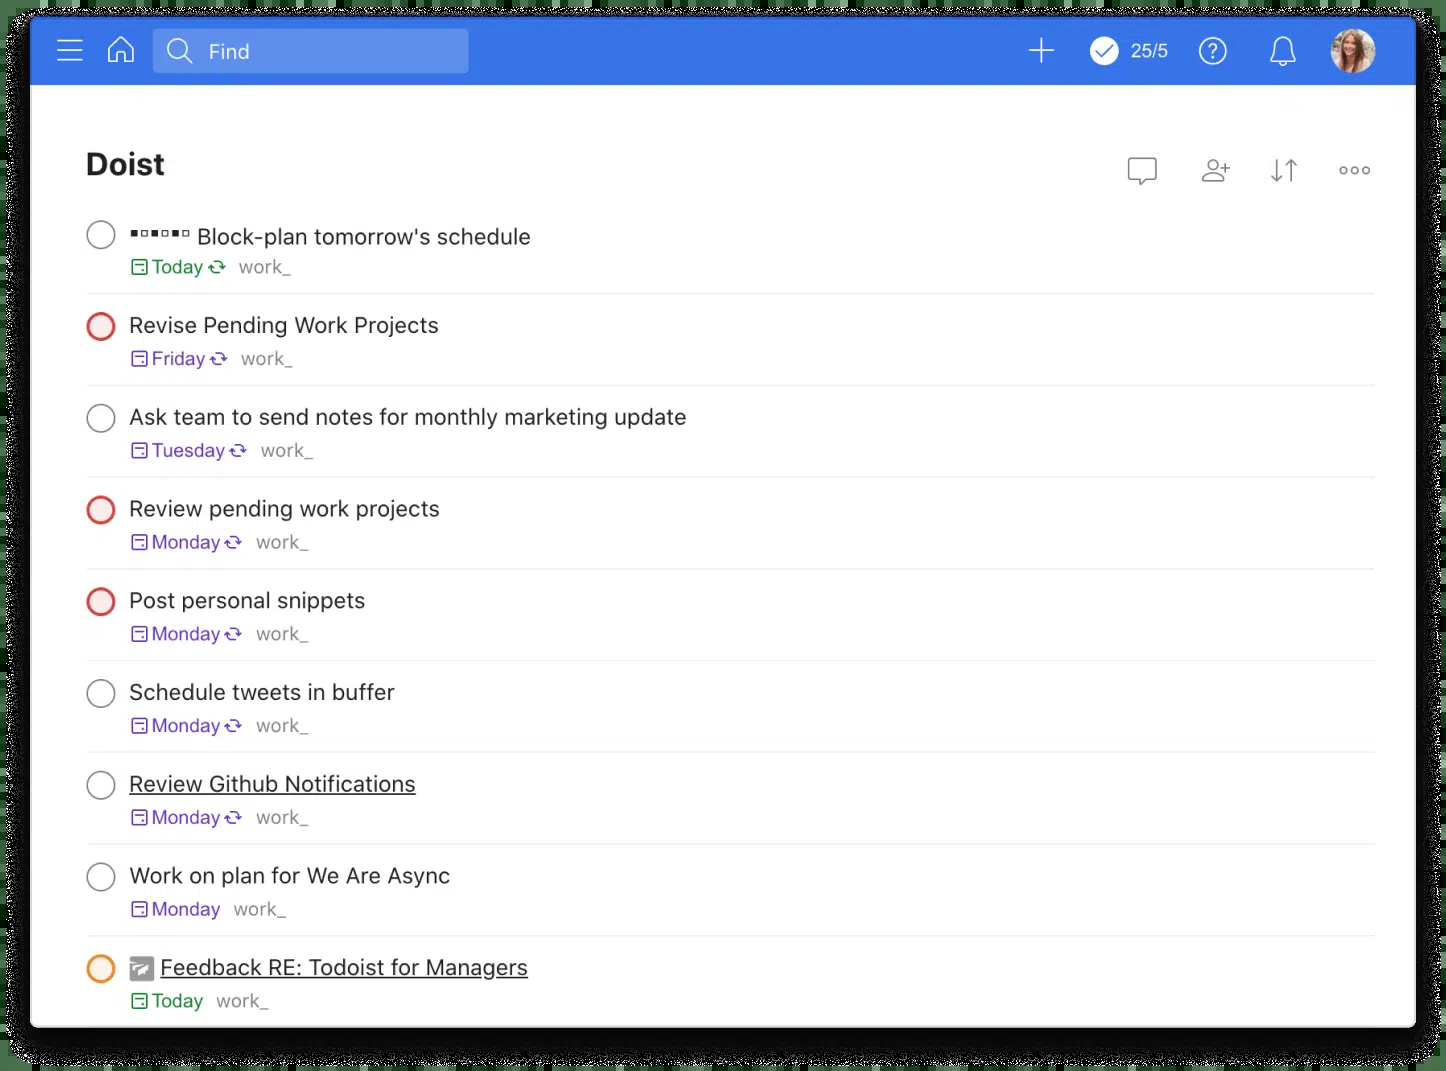 Find
25/5
Doist
Block-plan tomorrow's schedule
Today work_
Revise Pending Work Projects
Friday work_
Ask team to send notes for monthly marketing update
Tuesday work_
Review pending work projects
Monday work_
Post personal snippets
Monday work_
Schedule tweets in buffer
Monday work_
Review Github Notifications
Monday work_
Work on plan for We Are Async
Monday work_
Feedback RE: Todoist for Managers
Today work_